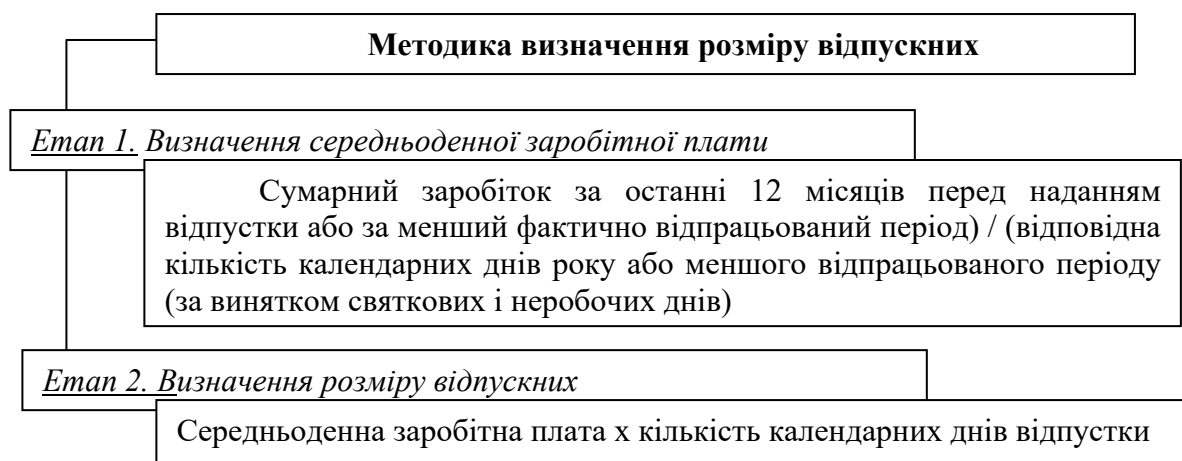 Методика визначення розміру відпускних
Етап 1. Визначення середньоденної заробітної плати
Сумарний заробіток за останні 12 місяців перед наданням
відпустки або за менший фактично відпрацьований період) / (відповідна
кількість календарних днів року або меншого відпрацьованого періоду
(за винятком святкових і неробочих днів)
Етап 2. Визначення розміру відпускних
Середньоденна заробітна плата х кількість календарних днів відпустки